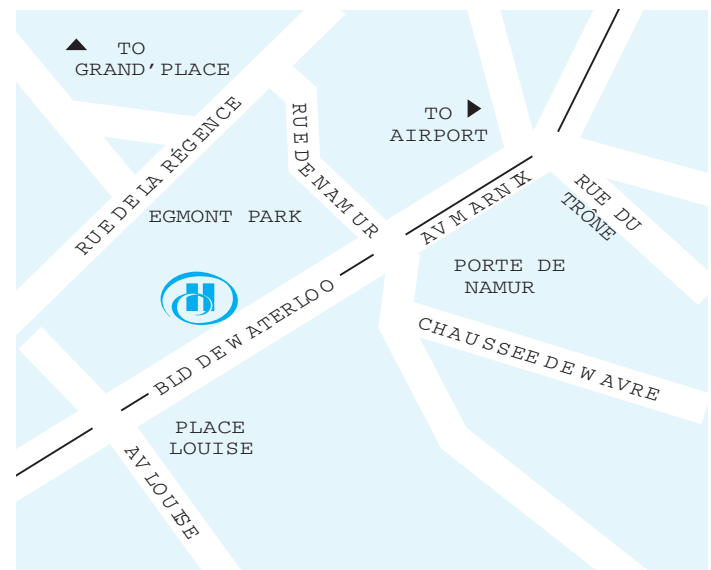 TO
GRAND'PLACE
RUE DE LA RÉGENCE
RUE DE NAMUR
TO
AIRPORT
AV MARNIX
RUE DU
TRÔNE
EGMONT PARK
PORTE DE
NAMUR
H
BLD DE WATERLOO
CHAUSSEE DE WAVRE
PLACE
LOUISE
AV LOUISE